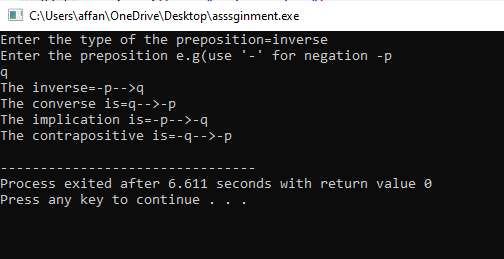 C:\Users\affan\OneDrive\Desktop\asssginment.exe
Enter the type of the preposition=inverse
Enter the preposition e.g(use '-' for negation -p
q
The inverse=-p-->q
The converse is=q-->-p
The implication is=-p-->-q
The contrapositive is=-q-->-p
--------------------------------
Process exited after 6.611 seconds with return value 0
Press any key to continue . . .